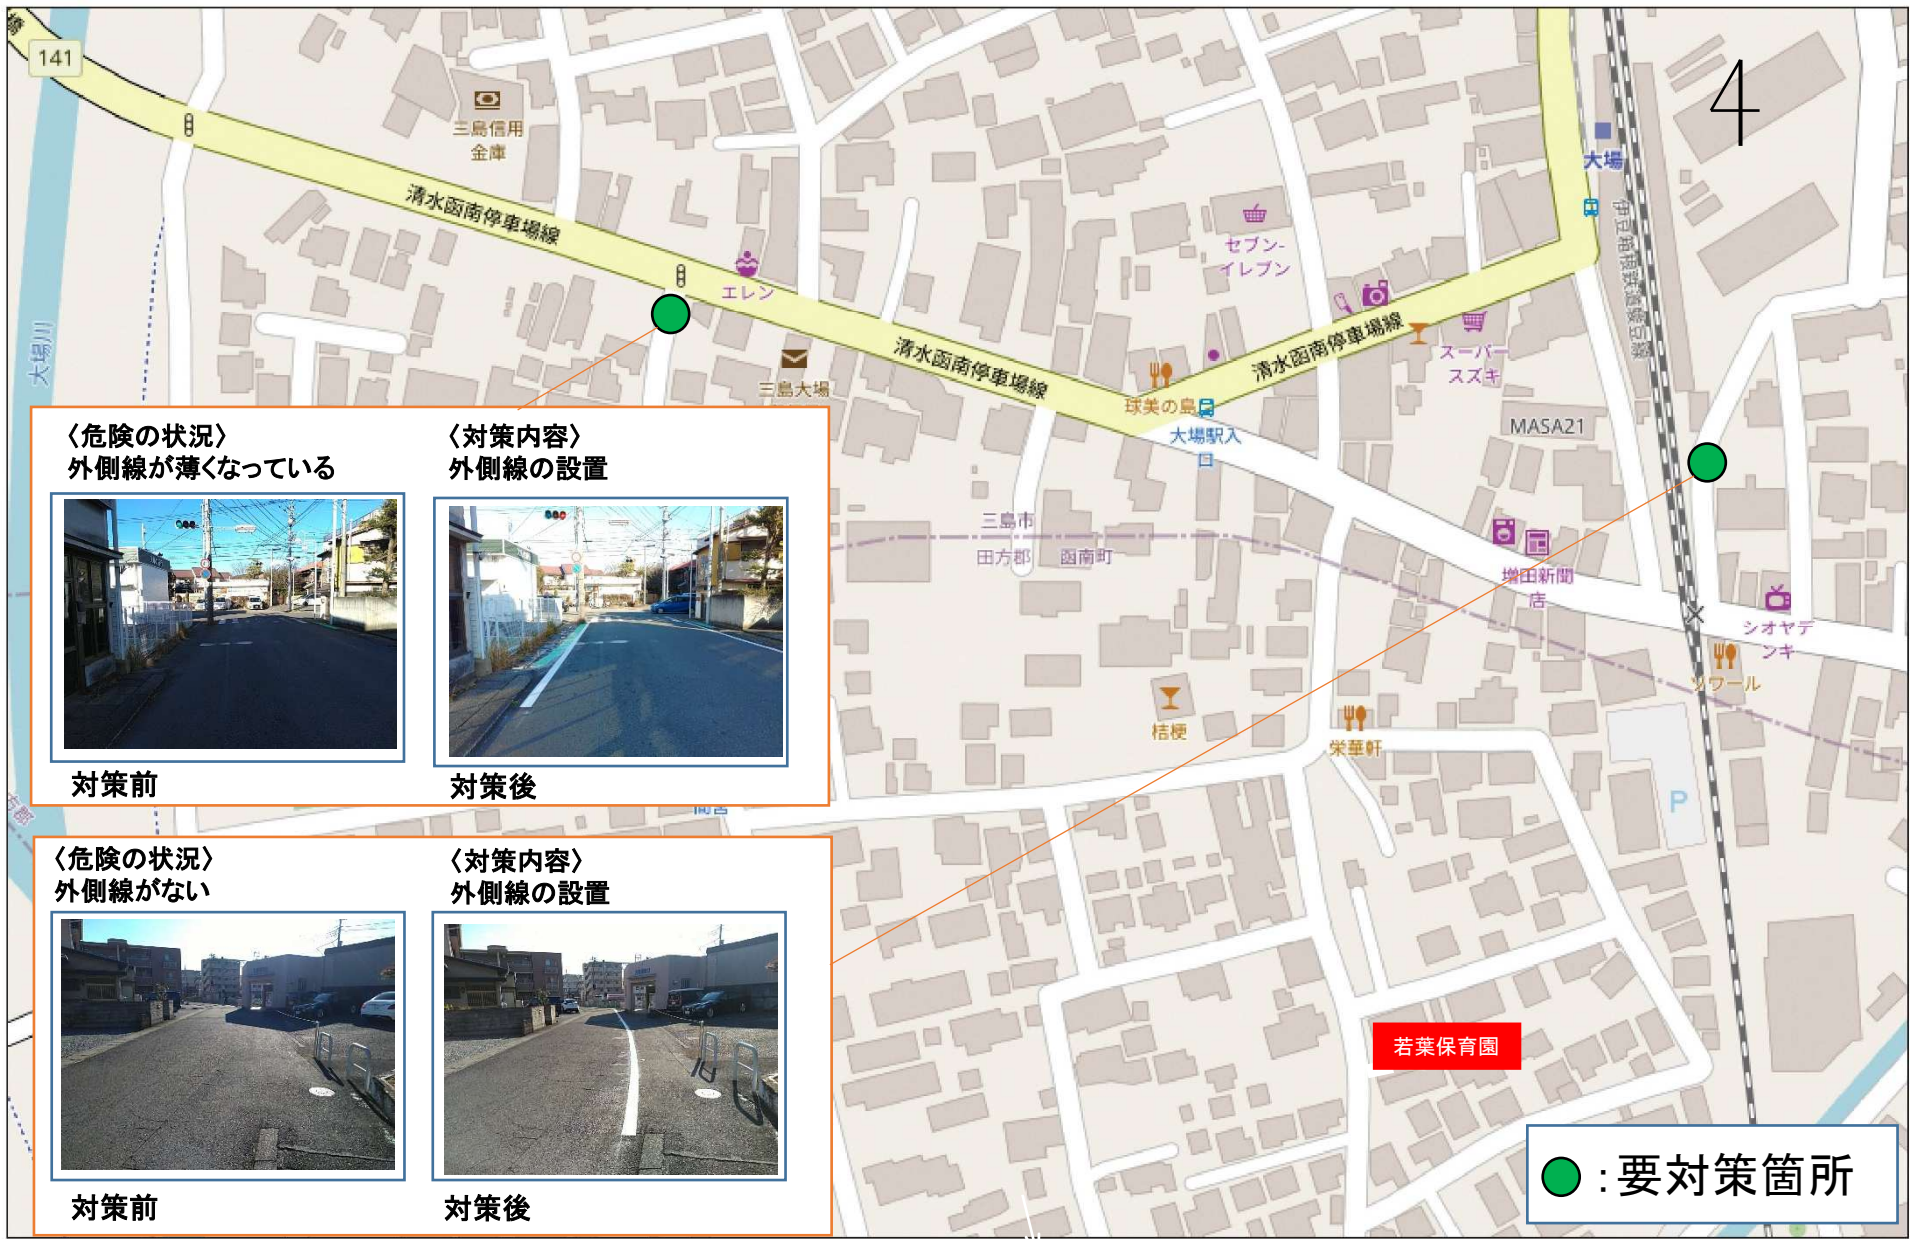 141
4
三島信用
金庫
大場
清水函南停車場線
エレン
セブン-
イレブン
伊豆箱根鉄道駿豆線
大場川
清水函南停車場線
清水函南停車場線
スーパー
スズキ
三島大場
球美の島
大場駅入
口
MASA21
〈危険の状況〉
外側線が薄くなっている
〈対策内容〉
外側線の設置
対策前
対策後
三島市
田方郡
函南町
増田新聞
店
シオヤデ
ンキ
ソワール
桔梗
栄華軒
P
〈危険の状況〉
外側線がない
〈対策内容〉
外側線の設置
対策前
対策後
若葉保育園
:要対策箇所